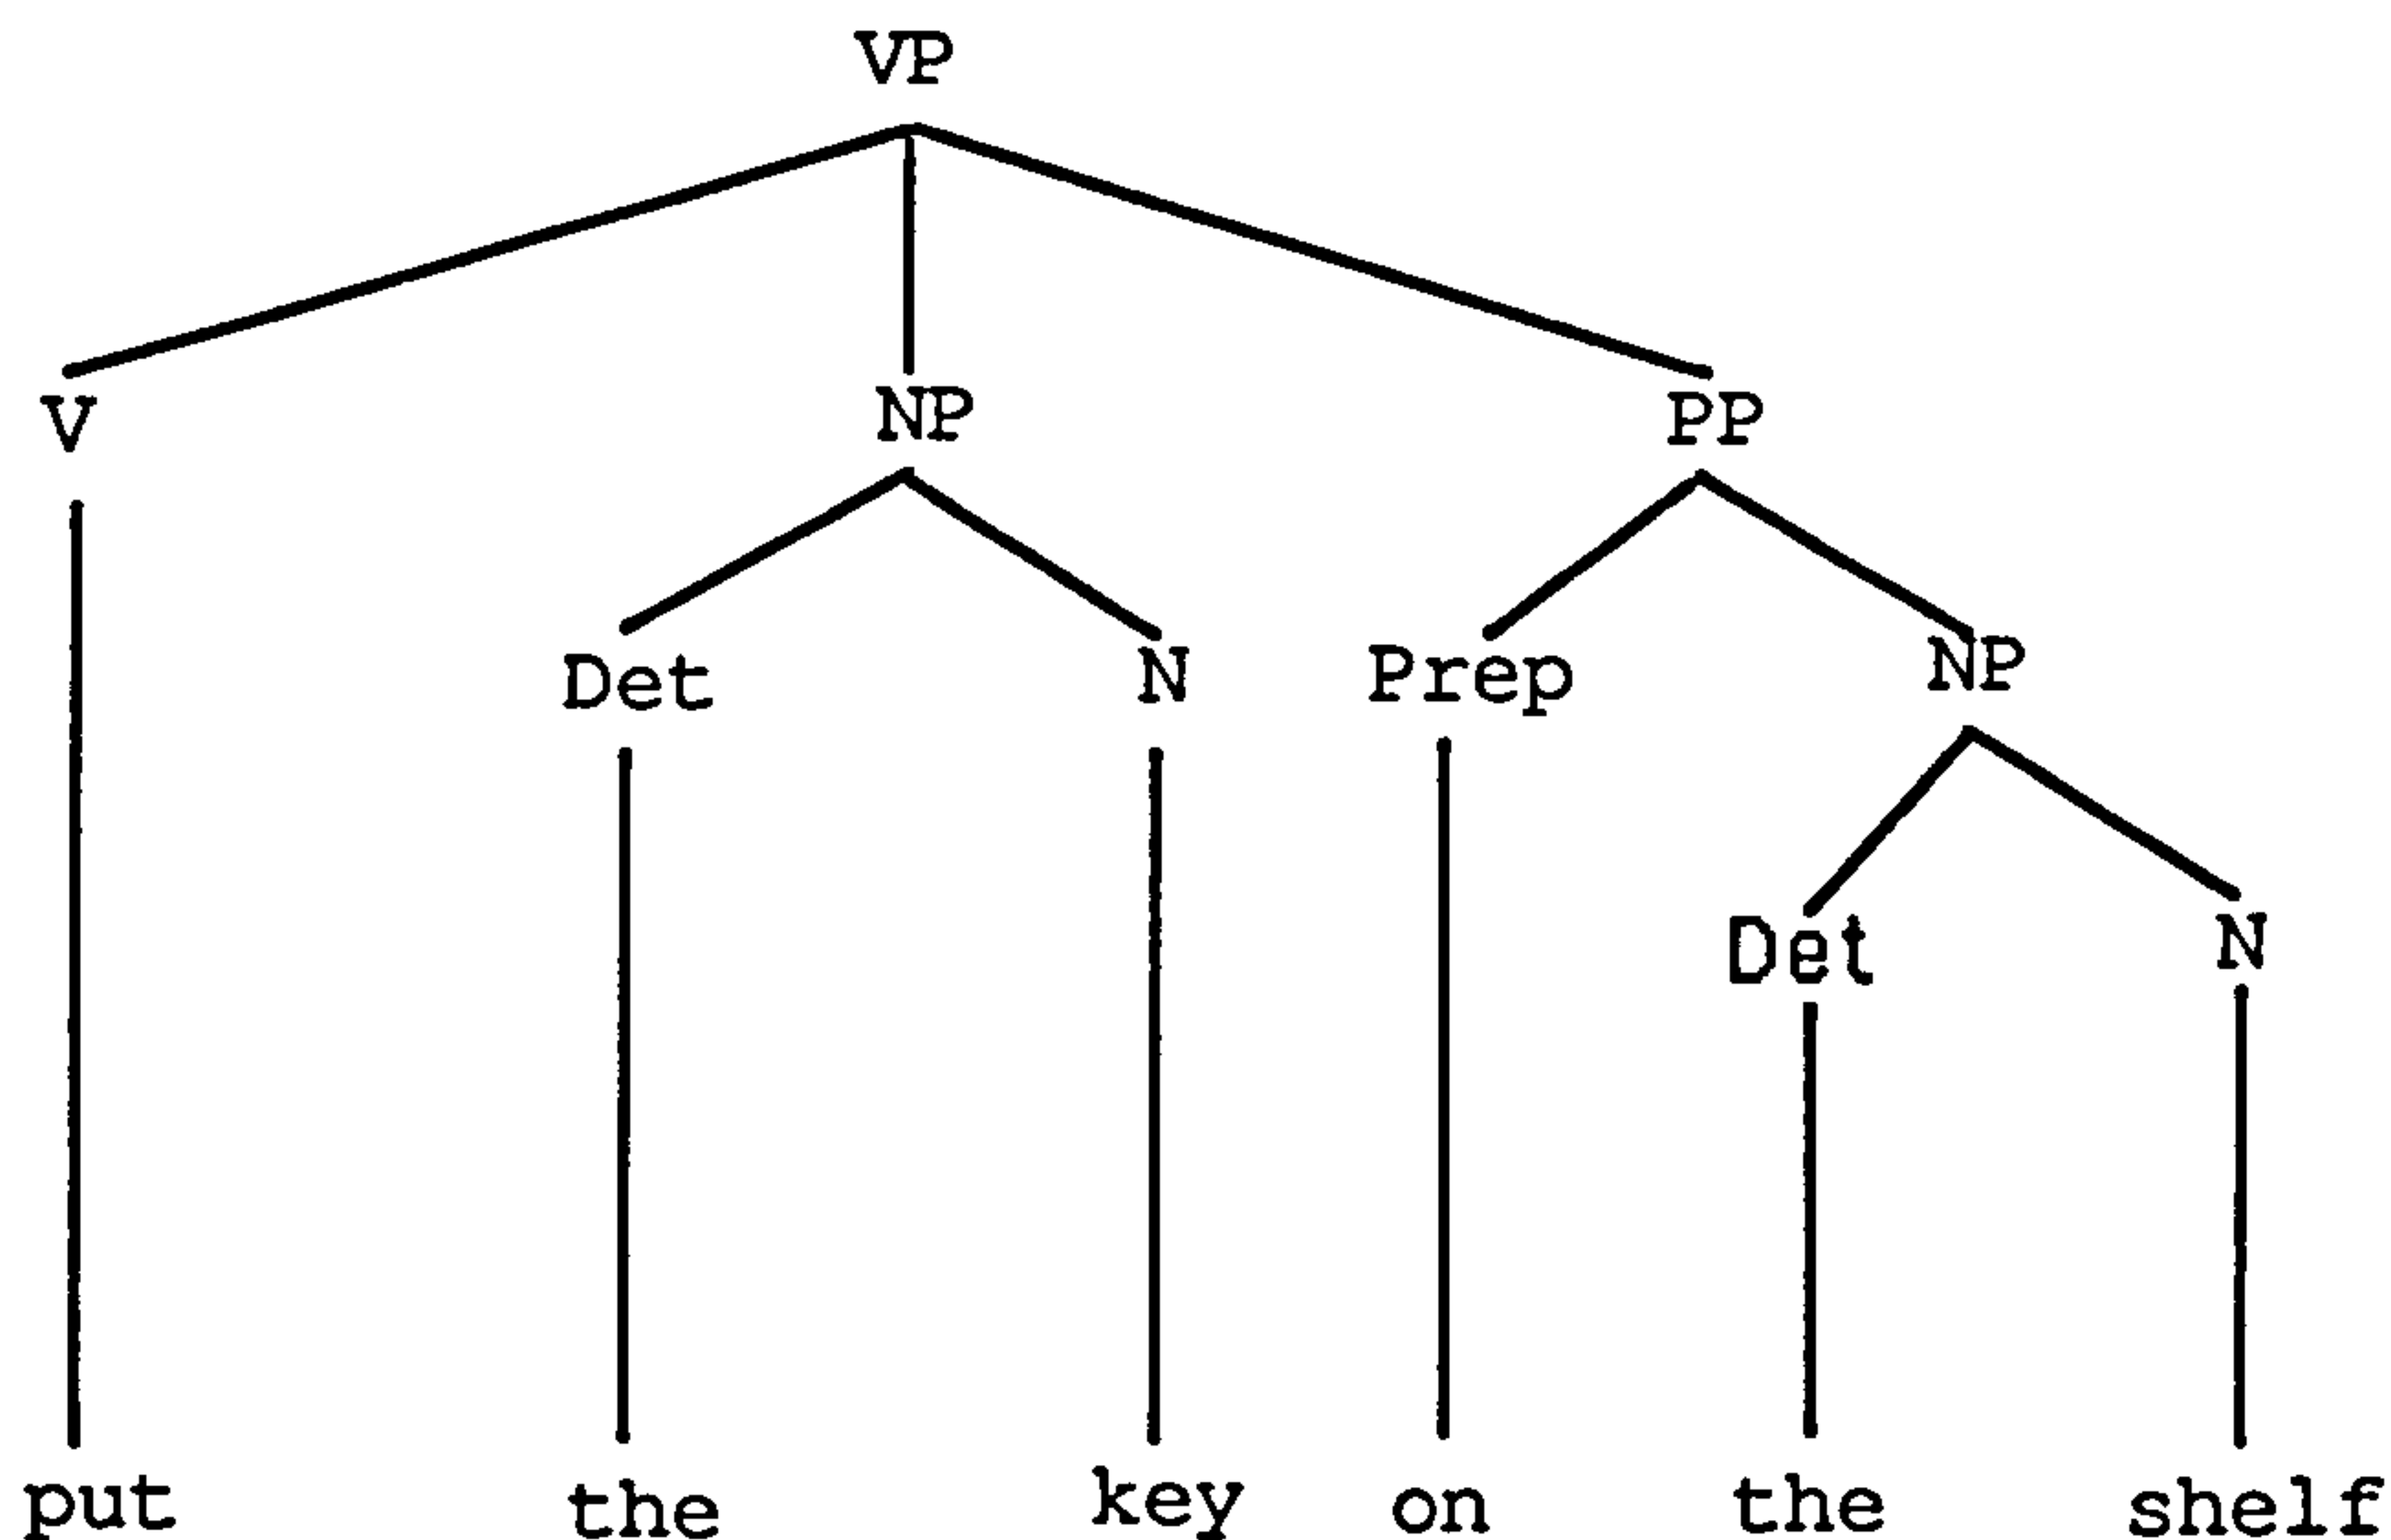 VP
V NP PP
Det N Prep NP
Det N
put the key on the shelf